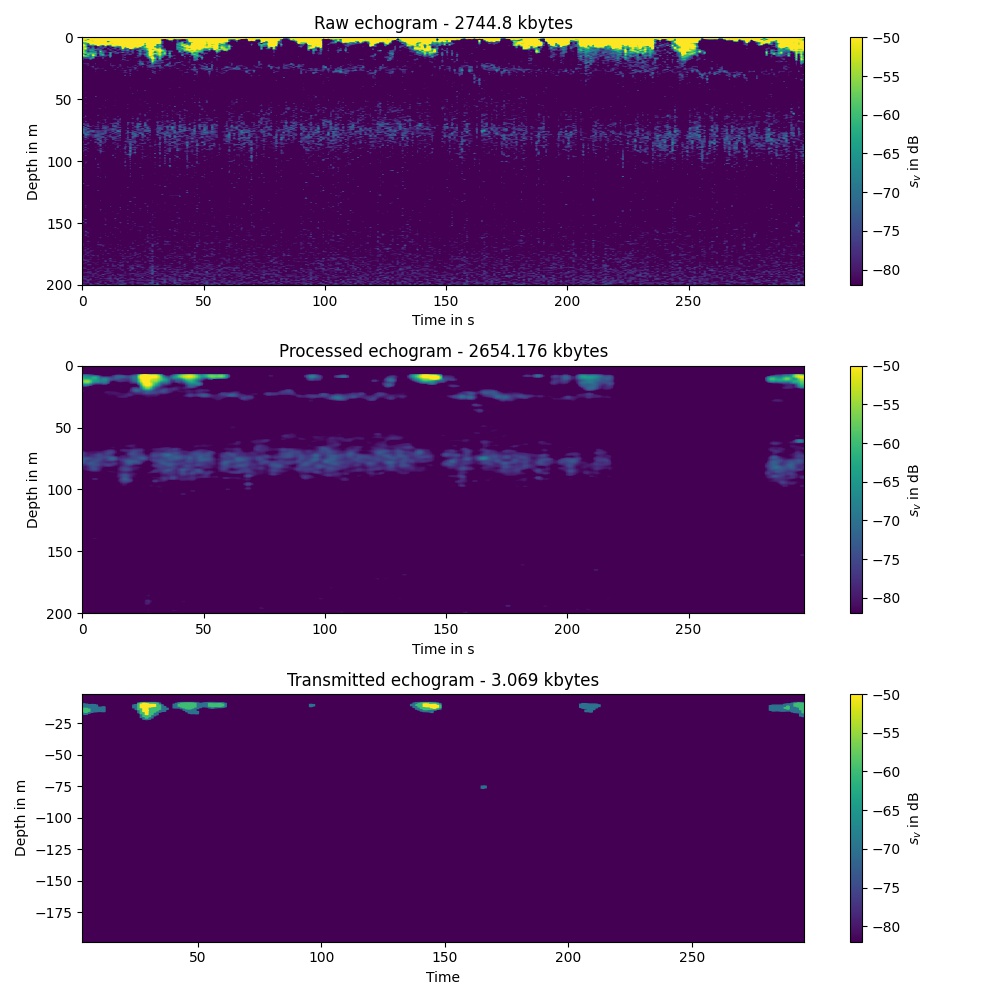 Raw echogram - 2744.8 kbytes
0
50
100
150
200
Depth in m
0 50 100 150 200 250
Time in s
−50
−55
−60
−65
−70
−75
−80
sv in dB
Processed echogram - 2654.176 kbytes
0
50
100
150
200
Depth in m
0 50 100 150 200 250
Time in s
−50
−55
−60
−65
−70
−75
−80
sv in dB
Transmitted echogram - 3.069 kbytes
−25
−50
−75
−100
−125
−150
−175
Depth in m
50 100 150 200 250
Time
−50
−55
−60
−65
−70
−75
−80
sv in dB